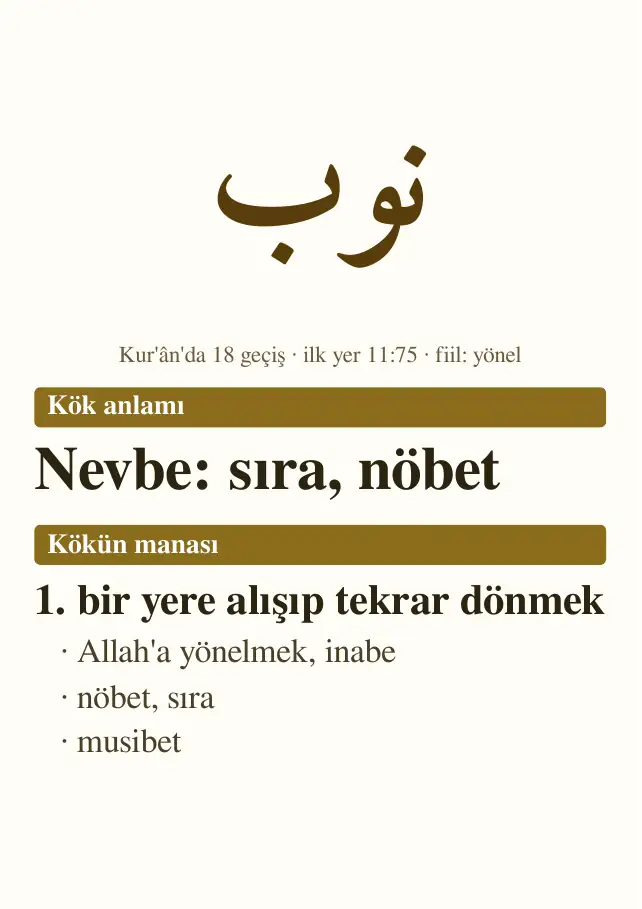 نوب
Kur'ân'da 18 geçiş · ilk yer 11:75 · fiil: yönel
Kök anlamı
Nevbe: sıra, nöbet
Kökün manası
1. bir yere alışıp tekrar dönmek
· Allah'a yönelmek, inabe
· nöbet, sıra
· musibet